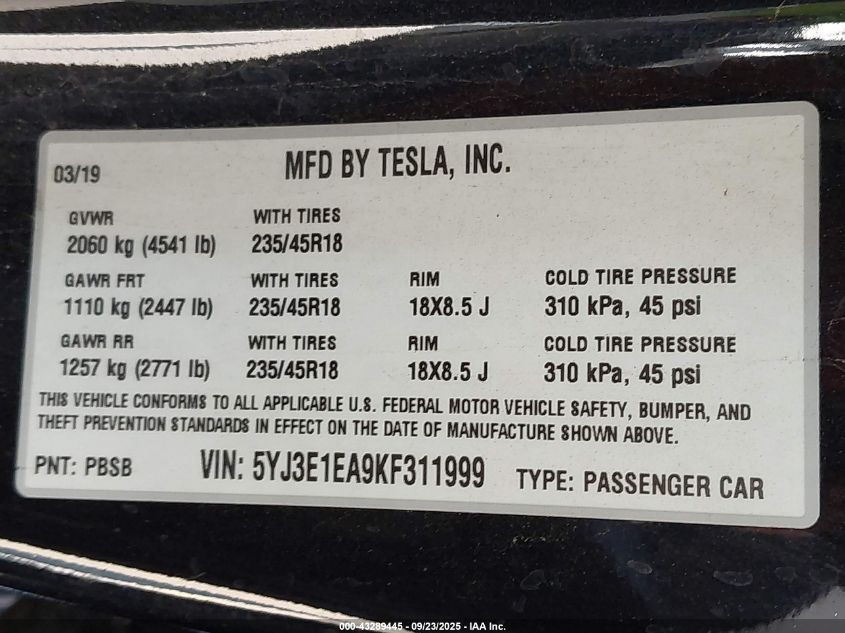 03/19 MFD BY TESLA, INC.
GVWR WITH TIRES
2060 kg (4541 lb) 235/45R18
GAWR FRT WITH TIRES RIM COLD TIRE PRESSURE
1110 kg (2447 lb) 235/45R18 18X8.5 J 310 kPa, 45 psi
GAWR RR WITH TIRES RIM COLD TIRE PRESSURE
1257 kg (2771 lb) 235/45R18 18X8.5 J 310 kPa, 45 psi
THIS VEHICLE CONFORMS TO ALL APPLICABLE U.S. FEDERAL MOTOR VEHICLE SAFETY, BUMPER, AND
THEFT PREVENTION STANDARDS IN EFFECT ON THE DATE OF MANUFACTURE SHOWN ABOVE.
PNT: PBSB VIN: 5YJ3E1EA9KF311999 TYPE: PASSENGER CAR
000-43289445 - 09/23/2025 - IAA Inc.